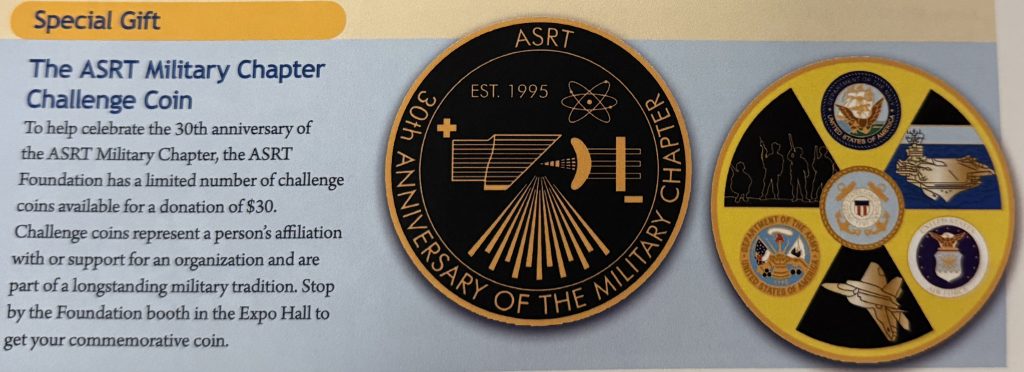 Special Gift
The ASRT Military Chapter
Challenge Coin
To help celebrate the 30th anniversary of
the ASRT Military Chapter, the ASRT
Foundation has a limited number of challenge
coins available for a donation of $30.
Challenge coins represent a person's affiliation
with or support for an organization and are
part of a longstanding military tradition. Stop
by the Foundation booth in the Expo Hall to
get your commemorative coin.
ASRT
EST. 1995
30th ANNIVERSARY OF THE MILITARY CHAPTER
+
–
UNITED STATES OF AMERICA
DEPARTMENT OF THE ARMY
UNITED STATES OF AMERICA